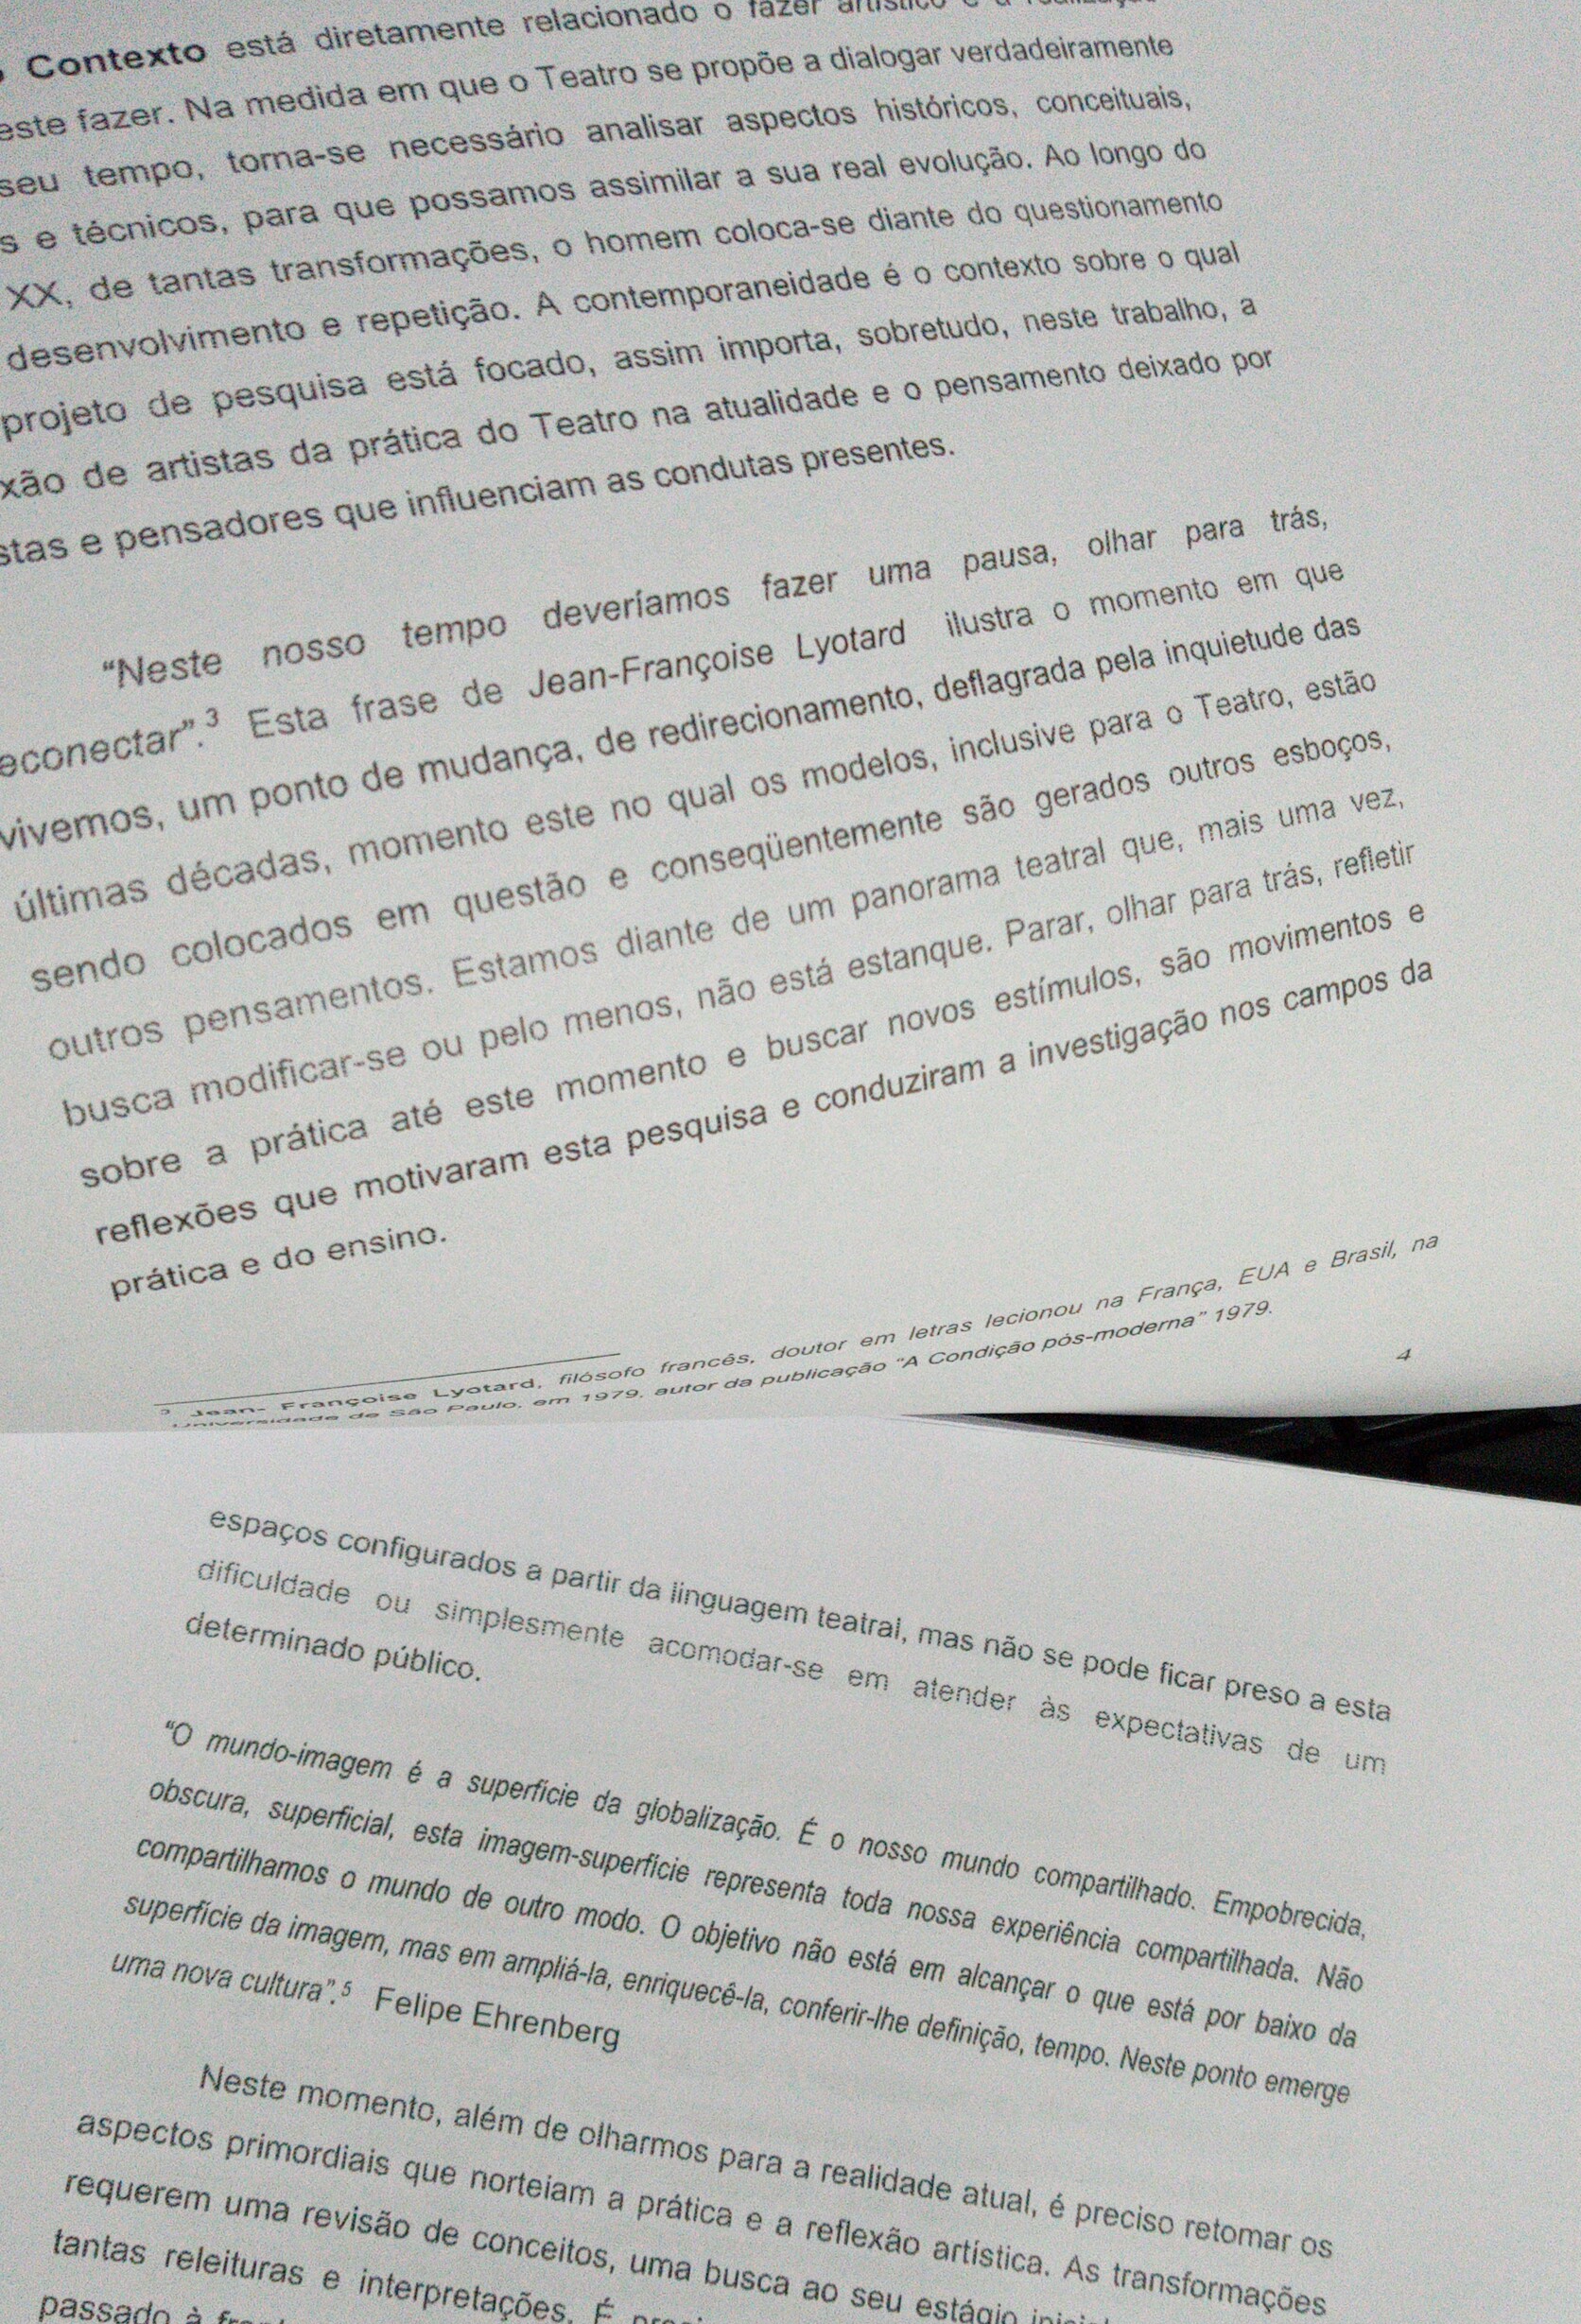 Contexto está diretamente relacionado o fazer artístico e a
este fazer. Na medida em que o Teatro se propõe a dialogar verdadeiramente
seu tempo, torna-se necessário analisar aspectos históricos, conceituais,
s e técnicos, para que possamos assimilar a sua real evolução. Ao longo do
XX, de tantas transformações, o homem coloca-se diante do questionamento
desenvolvimento e repetição. A contemporaneidade é o contexto sobre o qual
projeto de pesquisa está focado, assim importa, sobretudo, neste trabalho, a
xão de artistas da prática do Teatro na atualidade e o pensamento deixado por
stas e pensadores que influenciam as condutas presentes.
“Neste nosso tempo deveríamos fazer uma pausa, olhar para trás,
econectar”.³ Esta frase de Jean-Françoise Lyotard ilustra o momento em que
vivemos, um ponto de mudança, de redirecionamento, deflagrada pela inquietude das
últimas décadas, momento este no qual os modelos, inclusive para o Teatro, estão
sendo colocados em questão e conseqüentemente são gerados outros esboços,
outros pensamentos. Estamos diante de um panorama teatral que, mais uma vez,
busca modificar-se ou pelo menos, não está estanque. Parar, olhar para trás, refletir
sobre a prática até este momento e buscar novos estímulos, são movimentos e
reflexões que motivaram esta pesquisa e conduziram a investigação nos campos da
prática e do ensino.
³ Jean- Françoise Lyotard, filósofo francês, doutor em letras lecionou na França, EUA e Brasil, na
Universidade de São Paulo, em 1979, autor da publicação “A Condição pós-moderna” 1979.
4
espaços configurados a partir da linguagem teatral, mas não se pode ficar preso a esta
dificuldade ou simplesmente acomodar-se em atender às expectativas de um
determinado público.
“O mundo-imagem é a superfície da globalização. É o nosso mundo compartilhado. Empobrecida,
obscura, superficial, esta imagem-superfície representa toda nossa experiência compartilhada. Não
compartilhamos o mundo de outro modo. O objetivo não está em alcançar o que está por baixo da
superfície da imagem, mas em ampliá-la, enriquecê-la, conferir-lhe definição, tempo. Neste ponto emerge
uma nova cultura”.⁵ Felipe Ehrenberg
Neste momento, além de olharmos para a realidade atual, é preciso retomar os
aspectos primordiais que norteiam a prática e a reflexão artística. As transformações
requerem uma revisão de conceitos, uma busca ao seu estágio
tantas releituras e interpretações. É
passado à